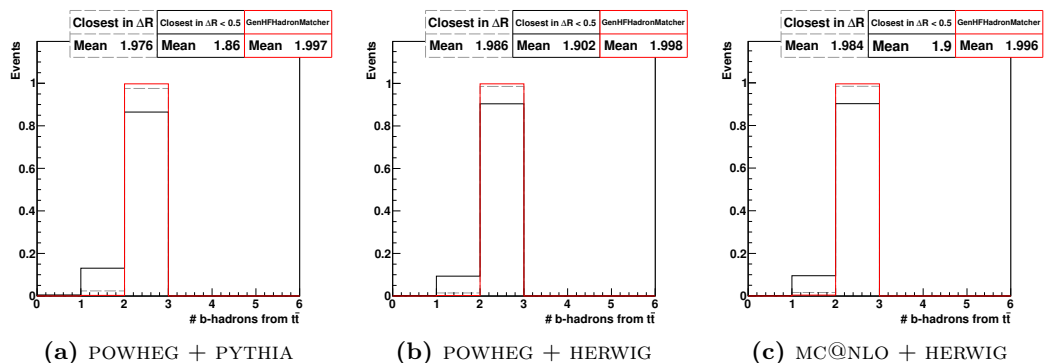 Closest in ΔR Closest in ΔR < 0.5 GenHFHadronMatcher
Mean 1.976 Mean 1.86 Mean 1.997
Events
1
0.8
0.6
0.4
0.2
0
0 1 2 3 4 5 6
# b-hadrons from tt̄
(a) POWHEG + PYTHIA
Closest in ΔR Closest in ΔR < 0.5 GenHFHadronMatcher
Mean 1.986 Mean 1.902 Mean 1.998
Events
1
0.8
0.6
0.4
0.2
0
0 1 2 3 4 5 6
# b-hadrons from tt̄
(b) POWHEG + HERWIG
Closest in ΔR Closest in ΔR < 0.5 GenHFHadronMatcher
Mean 1.984 Mean 1.9 Mean 1.996
Events
1
0.8
0.6
0.4
0.2
0
0 1 2 3 4 5 6
# b-hadrons from tt̄
(c) MC@NLO + HERWIG